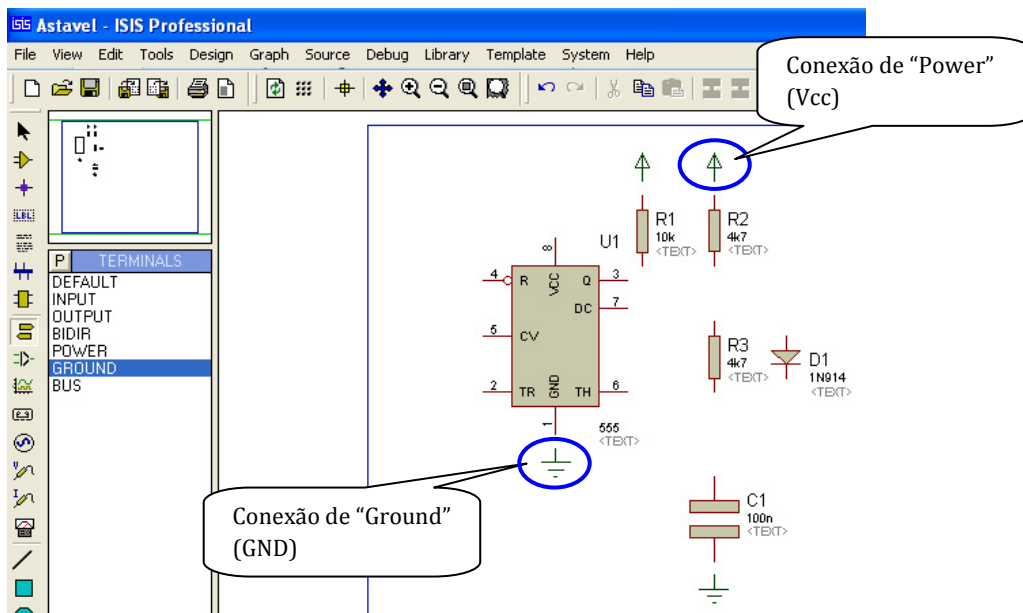 Astavel - ISIS Professional
File View Edit Tools Design Graph Source Debug Library Template System Help
Conexão de “Power”
(Vcc)
LBL
P TERMINALS
DEFAULT
INPUT
OUTPUT
BIDIR
POWER
GROUND
BUS
R1
10k
<TEXT>
R2
4k7
<TEXT>
U1
8
4 R VCC Q 3
DC 7
5 CV
2 TR GND TH 6
1
555
<TEXT>
R3
4k7
<TEXT>
D1
1N914
<TEXT>
Conexão de “Ground”
(GND)
C1
100n
<TEXT>